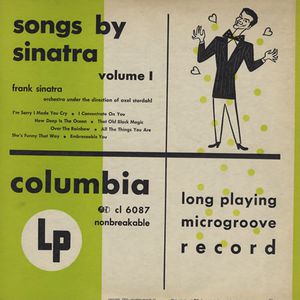 songs by
sinatra
volume I
frank sinatra
orchestra under the direction of axel stordahl
I'm Sorry I Made You Cry • I Concentrate On You
How Deep Is The Ocean • That Old Black Magic
Over The Rainbow • All The Things You Are
She's Funny That Way • Embraceable You
columbia
cl 6087
nonbreakable
Lp
long playing
microgroove
record